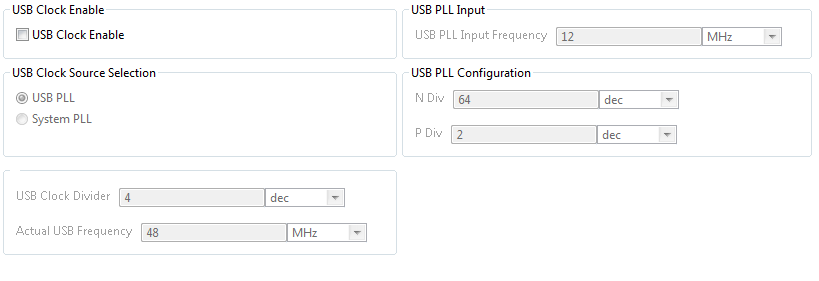 USB Clock Enable
USB Clock Enable
USB PLL Input
USB PLL Input Frequency 12 MHz
USB Clock Source Selection
USB PLL
System PLL
USB PLL Configuration
N Div 64 dec
P Div 2 dec
USB Clock Divider 4 dec
Actual USB Frequency 48 MHz